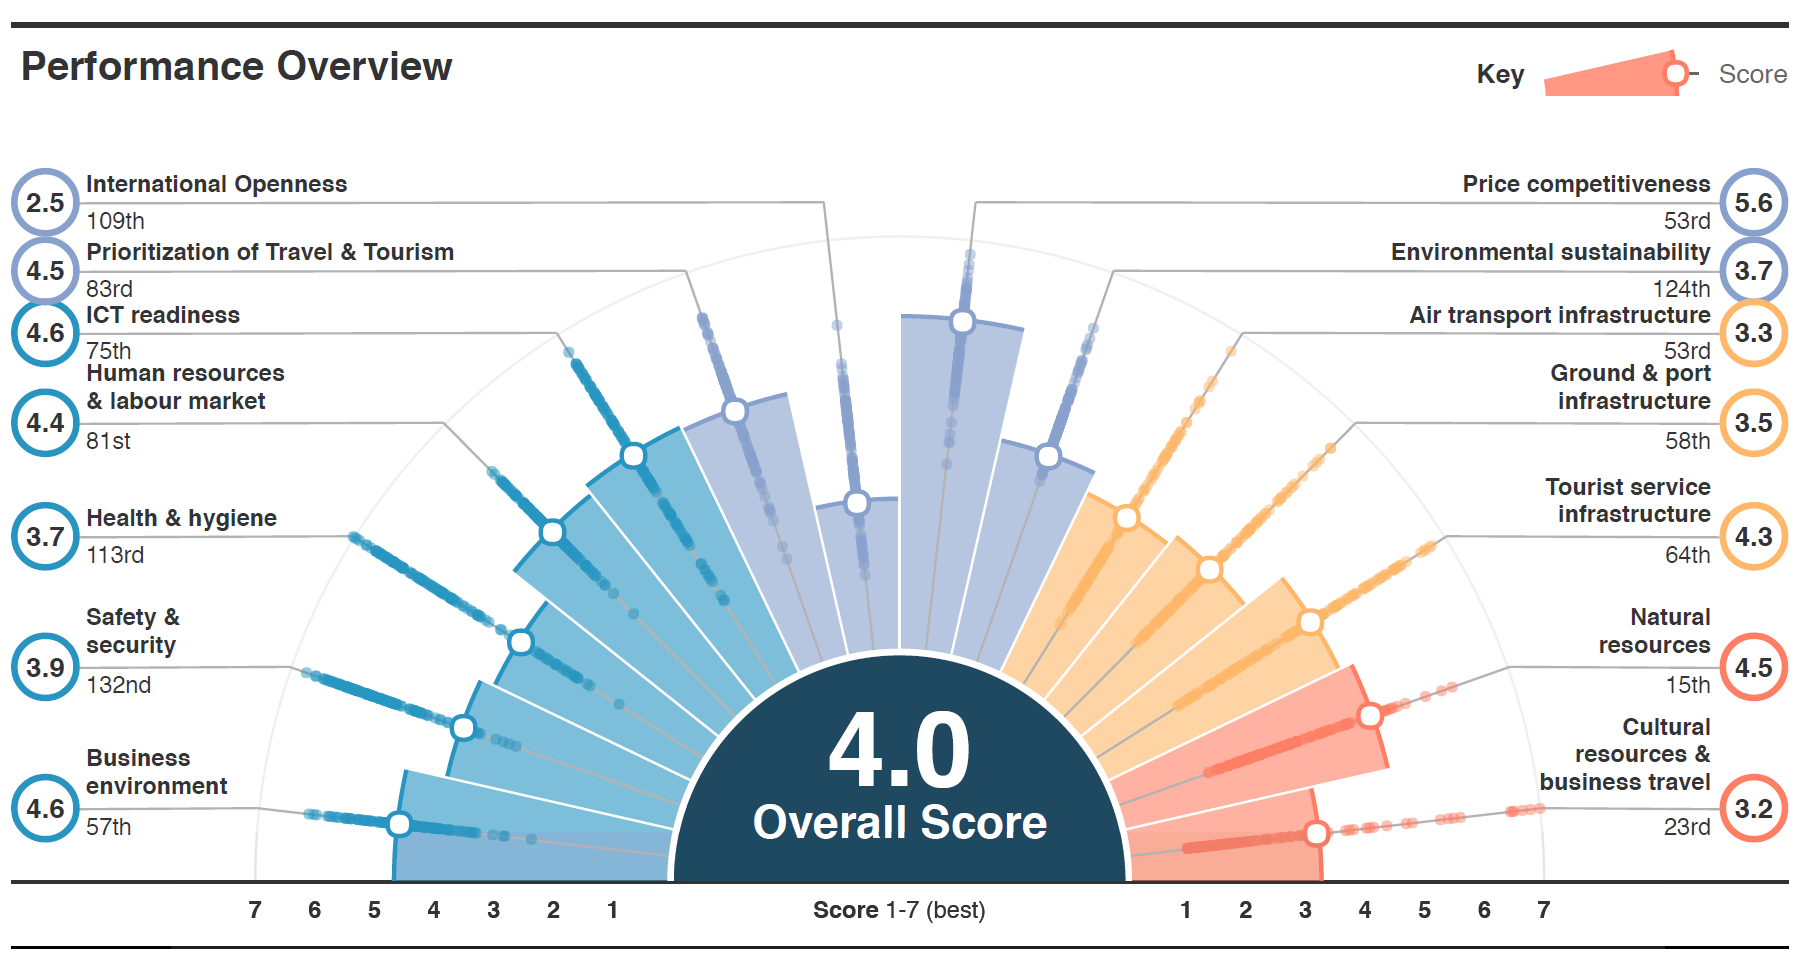 Performance Overview
Key Score
International Openness
2.5
109th
Prioritization of Travel & Tourism
4.5
83rd
ICT readiness
4.6
75th
Human resources
& labour market
4.4
81st
Health & hygiene
3.7
113rd
Safety &
security
3.9
132nd
Business
environment
4.6
57th
Price competitiveness
5.6
53rd
Environmental sustainability
3.7
124th
Air transport infrastructure
3.3
53rd
Ground & port
infrastructure
3.5
58th
Tourist service
infrastructure
4.3
64th
Natural
resources
4.5
15th
Cultural
resources &
business travel
3.2
23rd
4.0
Overall Score
7 6 5 4 3 2 1 Score 1-7 (best) 1 2 3 4 5 6 7